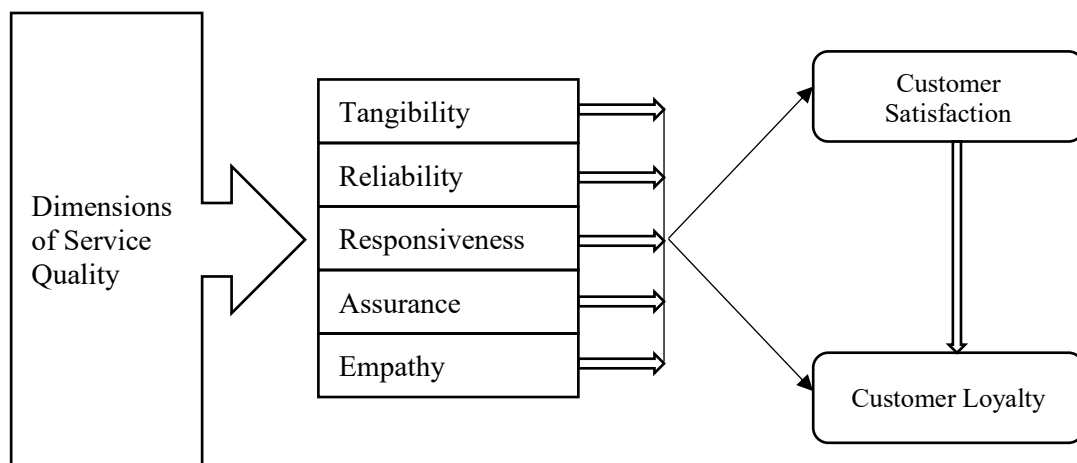 Dimensions
of Service
Quality
Tangibility
Reliability
Responsiveness
Assurance
Empathy
Customer
Satisfaction
Customer Loyalty